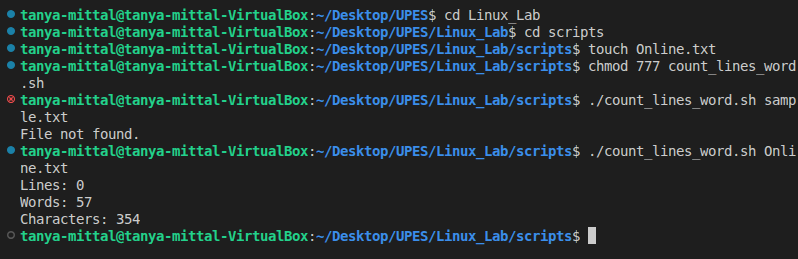 tanya-mittal@tanya-mittal-VirtualBox:~/Desktop/UPES$ cd Linux_Lab
tanya-mittal@tanya-mittal-VirtualBox:~/Desktop/UPES/Linux_Lab$ cd scripts
tanya-mittal@tanya-mittal-VirtualBox:~/Desktop/UPES/Linux_Lab/scripts$ touch Online.txt
tanya-mittal@tanya-mittal-VirtualBox:~/Desktop/UPES/Linux_Lab/scripts$ chmod 777 count_lines_word
.sh
tanya-mittal@tanya-mittal-VirtualBox:~/Desktop/UPES/Linux_Lab/scripts$ ./count_lines_word.sh samp
le.txt
File not found.
tanya-mittal@tanya-mittal-VirtualBox:~/Desktop/UPES/Linux_Lab/scripts$ ./count_lines_word.sh Onli
ne.txt
Lines: 0
Words: 57
Characters: 354
tanya-mittal@tanya-mittal-VirtualBox:~/Desktop/UPES/Linux_Lab/scripts$